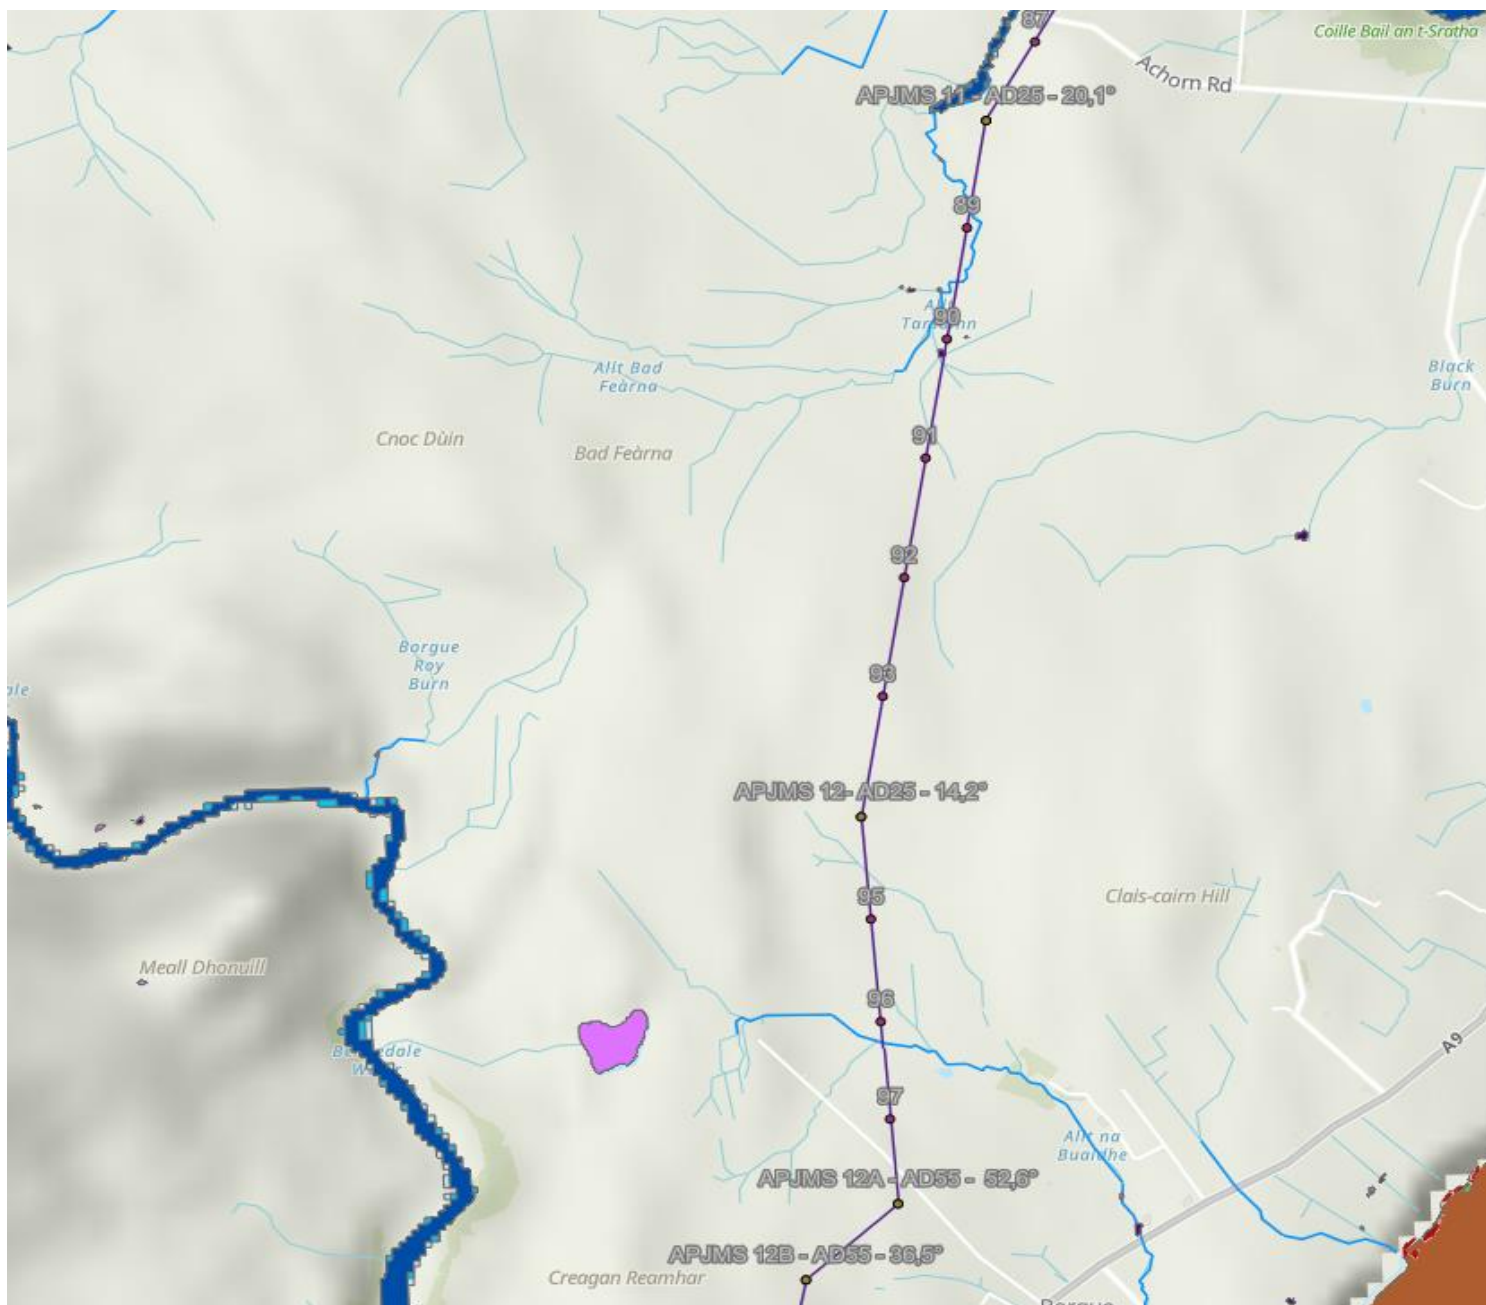 87
Coille Bail an t-Sratha
Achorn Rd
APJMS 11 - AD25 - 20,1°
89
90
Allt Bad
Feàrna
Black
Burn
Cnoc Dùin
91
Bad Feàrna
92
Borgue
Roy
Burn
93
APJMS 12- AD25 - 14,2°
95
Clais-cairn Hill
Meall Dhonuill
96
A9
97
Allt na
Buaidhe
APJMS 12A - AD55 - 52,6°
APJMS 12B - AD55 - 36,5°
Creagan Reamhar